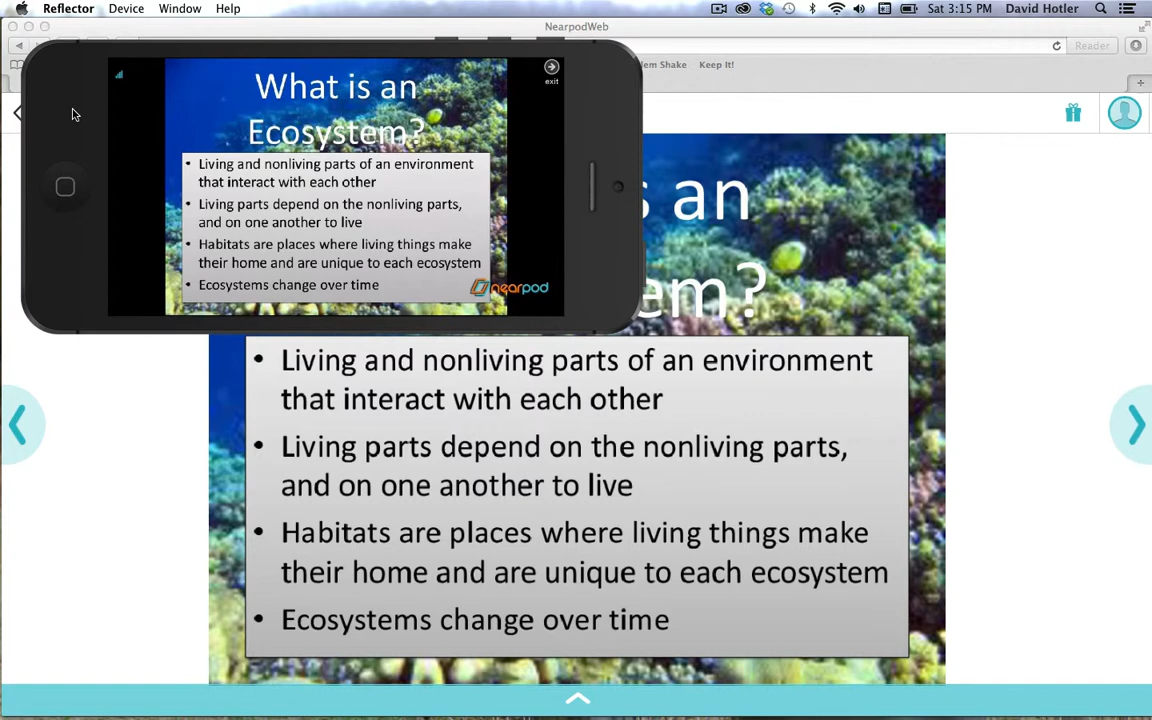 Reflector Device Window Help Sat 3:15 PM David Hotler
NearpodWeb
Reader
lem Shake Keep It!
exit
What is an
Ecosystem?
• Living and nonliving parts of an environment
that interact with each other
• Living parts depend on the nonliving parts,
and on one another to live
• Habitats are places where living things make
their home and are unique to each ecosystem
• Ecosystems change over time
nearpod
s an
em?
• Living and nonliving parts of an environment
that interact with each other
• Living parts depend on the nonliving parts,
and on one another to live
• Habitats are places where living things make
their home and are unique to each ecosystem
• Ecosystems change over time